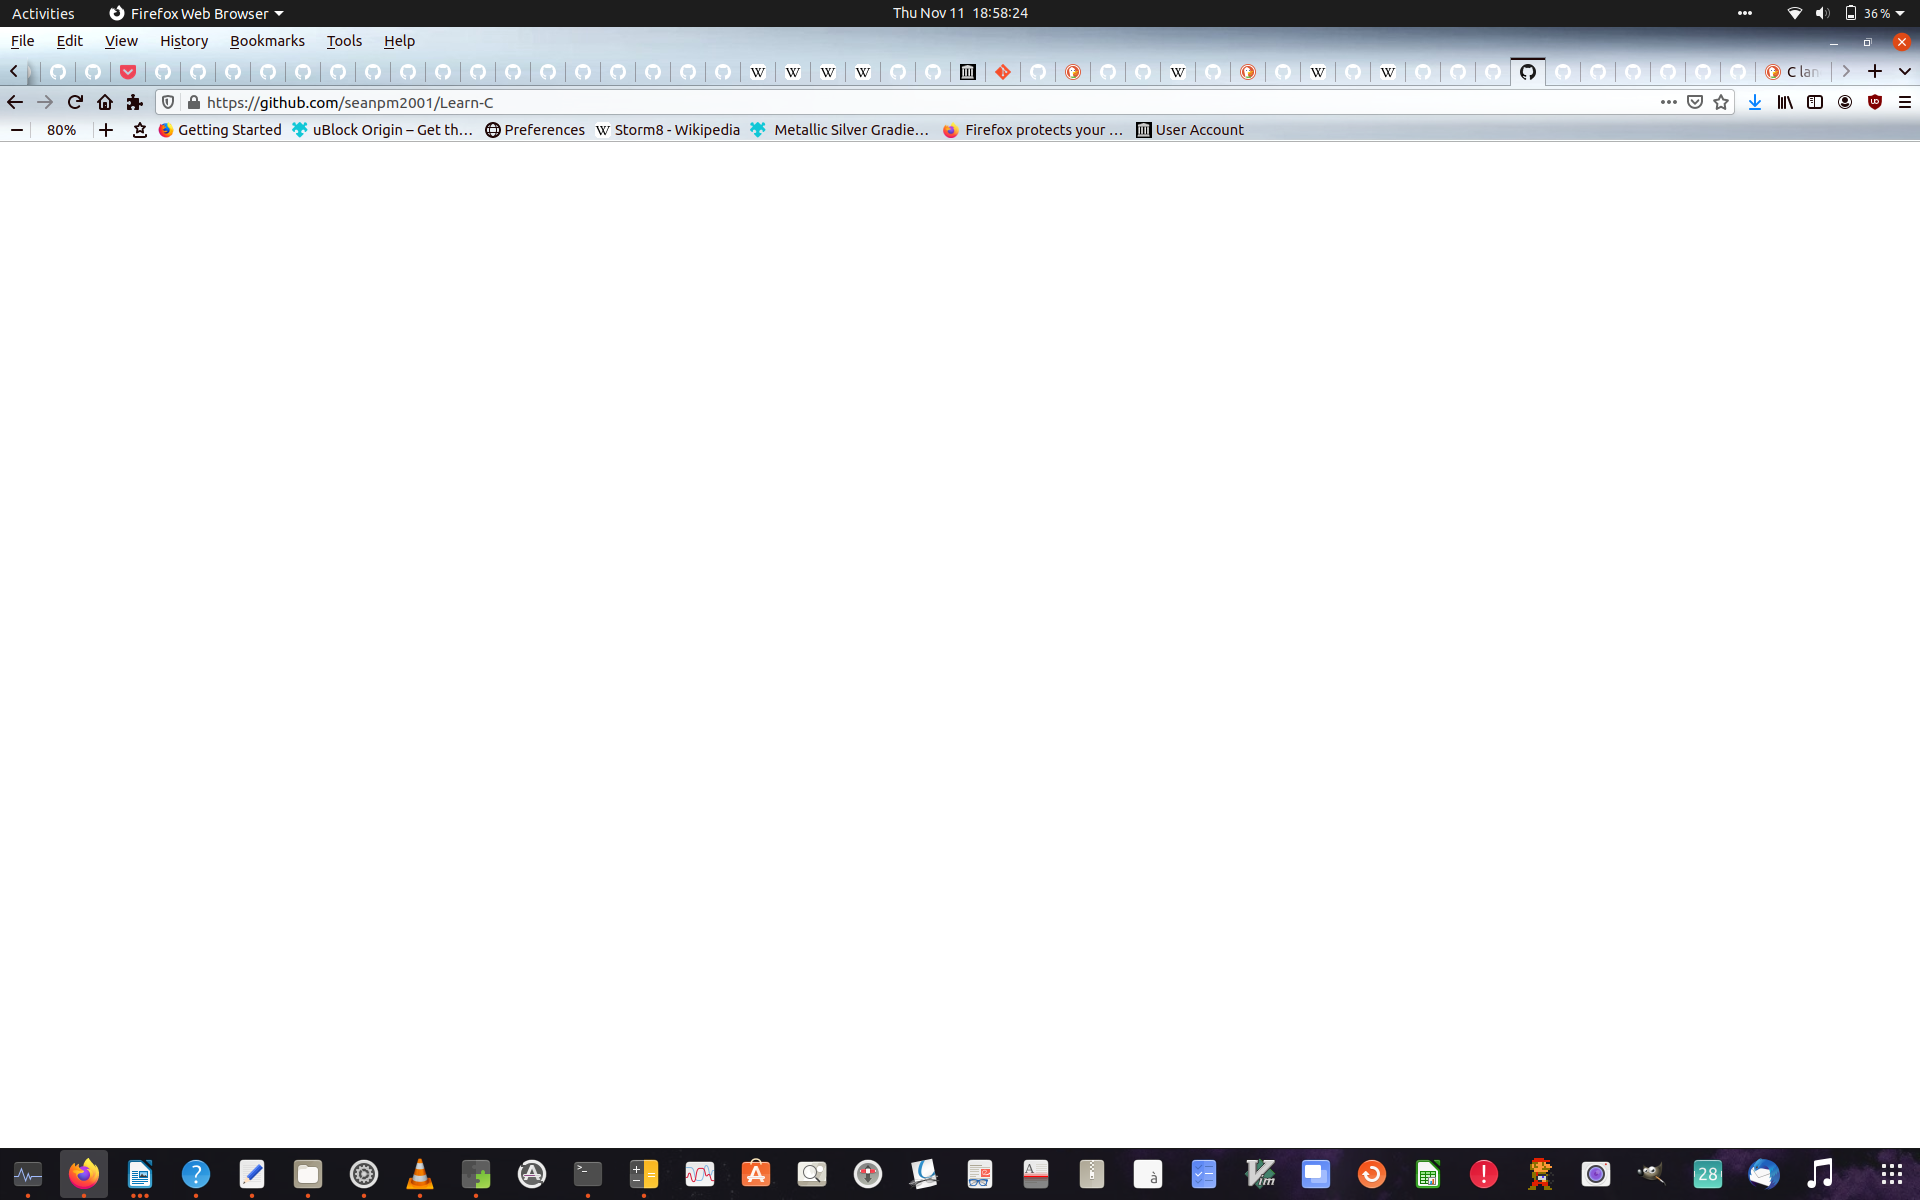 Activities Firefox Web Browser Thu Nov 11 18:58:24 36 %
File Edit View History Bookmarks Tools Help
W W W W W W W C lan
https://github.com/seanpm2001/Learn-C
80% Getting Started uBlock Origin – Get th… Preferences W Storm8 - Wikipedia Metallic Silver Gradie… Firefox protects your … User Account
? >_ A à Vim ! 28